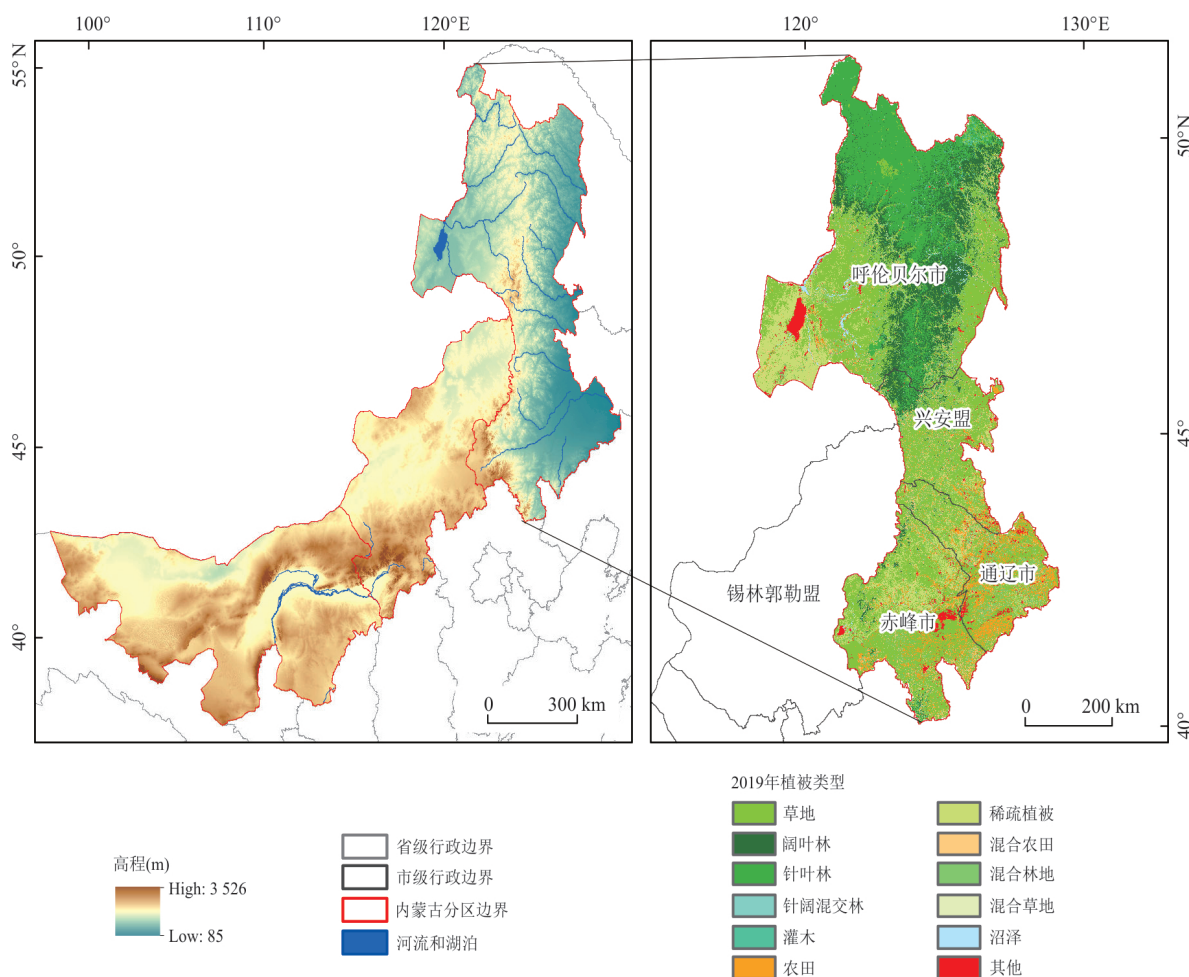 100°
110°
120°E
120°
130°E
55°N
50°
45°
40°
50°N
45°
40°
呼伦贝尔市
兴安盟
通辽市
锡林郭勒盟
赤峰市
0 300 km
0 200 km
高程(m)
High: 3 526
Low: 85
省级行政边界
市级行政边界
内蒙古分区边界
河流和湖泊
2019年植被类型
草地
阔叶林
针叶林
针阔混交林
灌木
农田
稀疏植被
混合农田
混合林地
混合草地
沼泽
其他